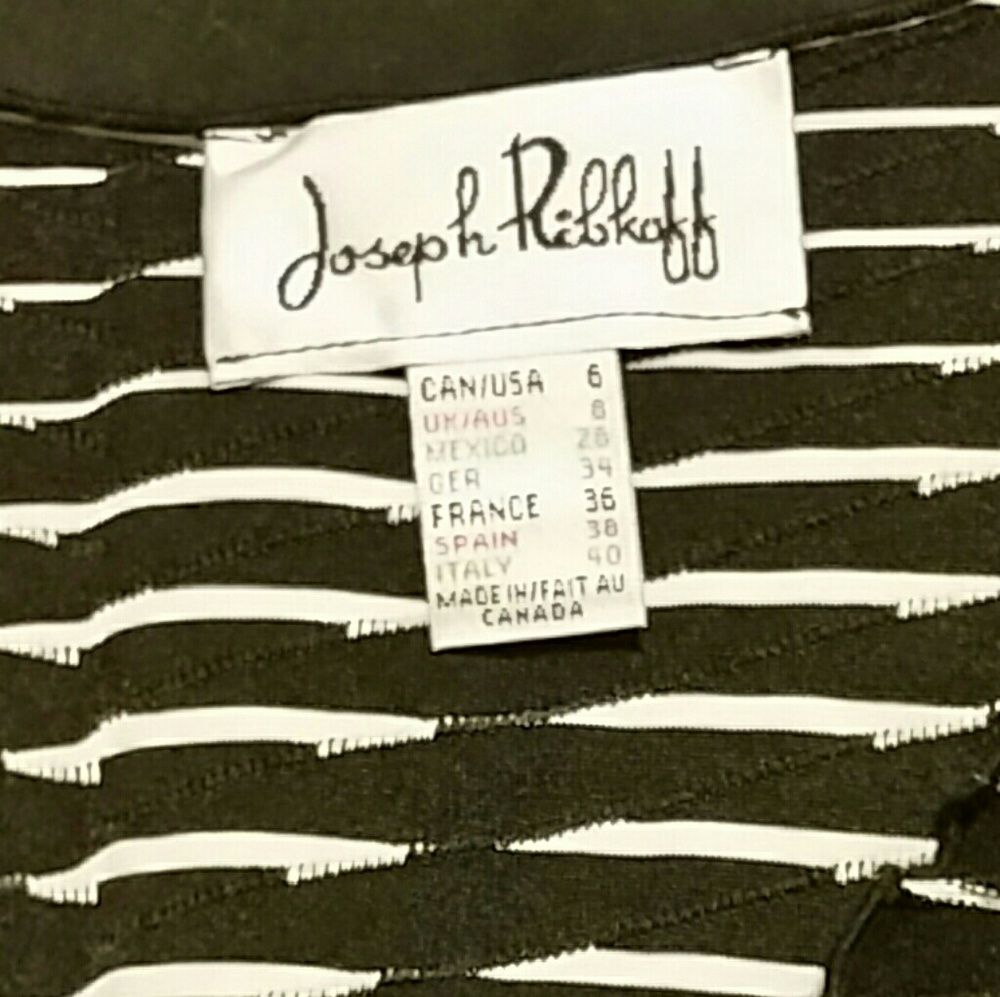 Joseph Ribkoff
CAN/USA 6
UK/AUS 8
MEXICO 28
GER 34
FRANCE 36
SPAIN 38
ITALY 40
MADE IN/FAIT AU
CANADA